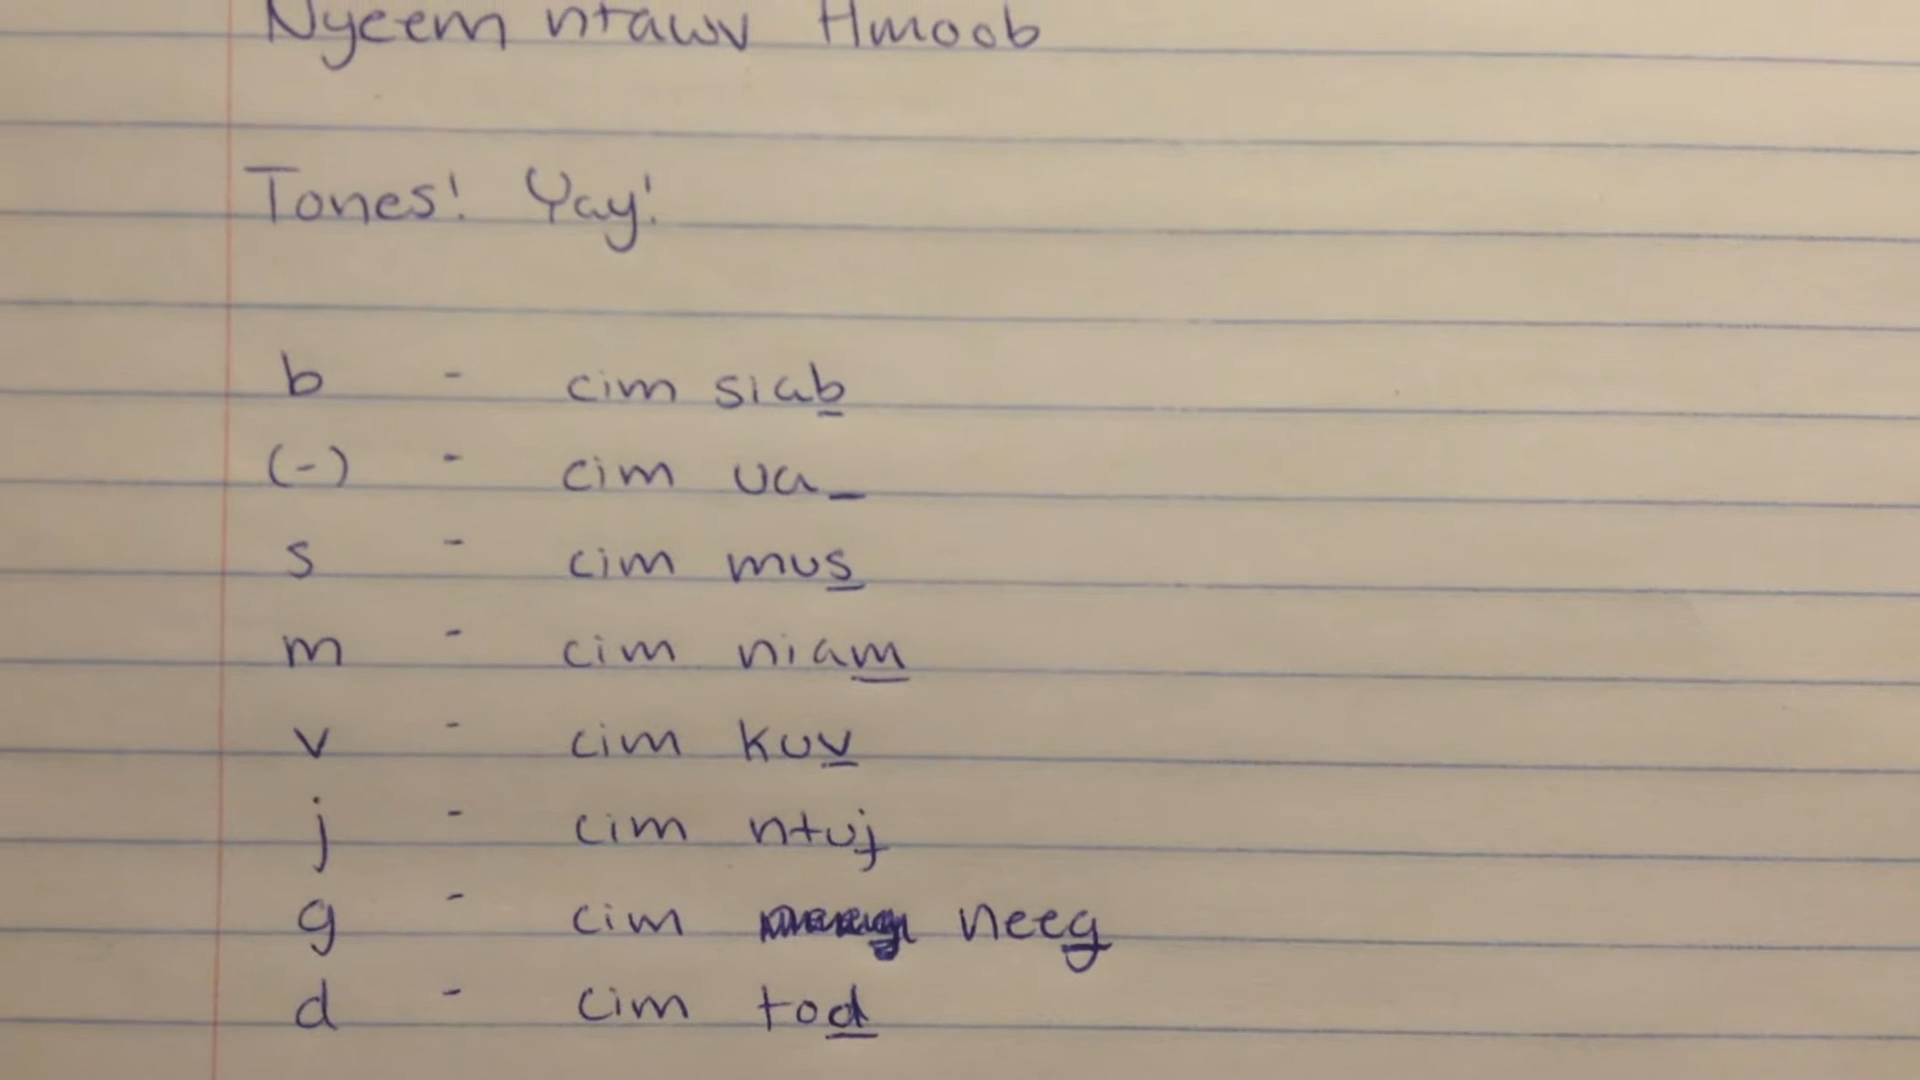 Nyeem ntawv Hmoob
Tones! Yay!
b - cim siab
(-) - cim ua_
s - cim mus
m - cim niam
v - cim kuv
j - cim ntuj
g - cim neeg
d - cim tod